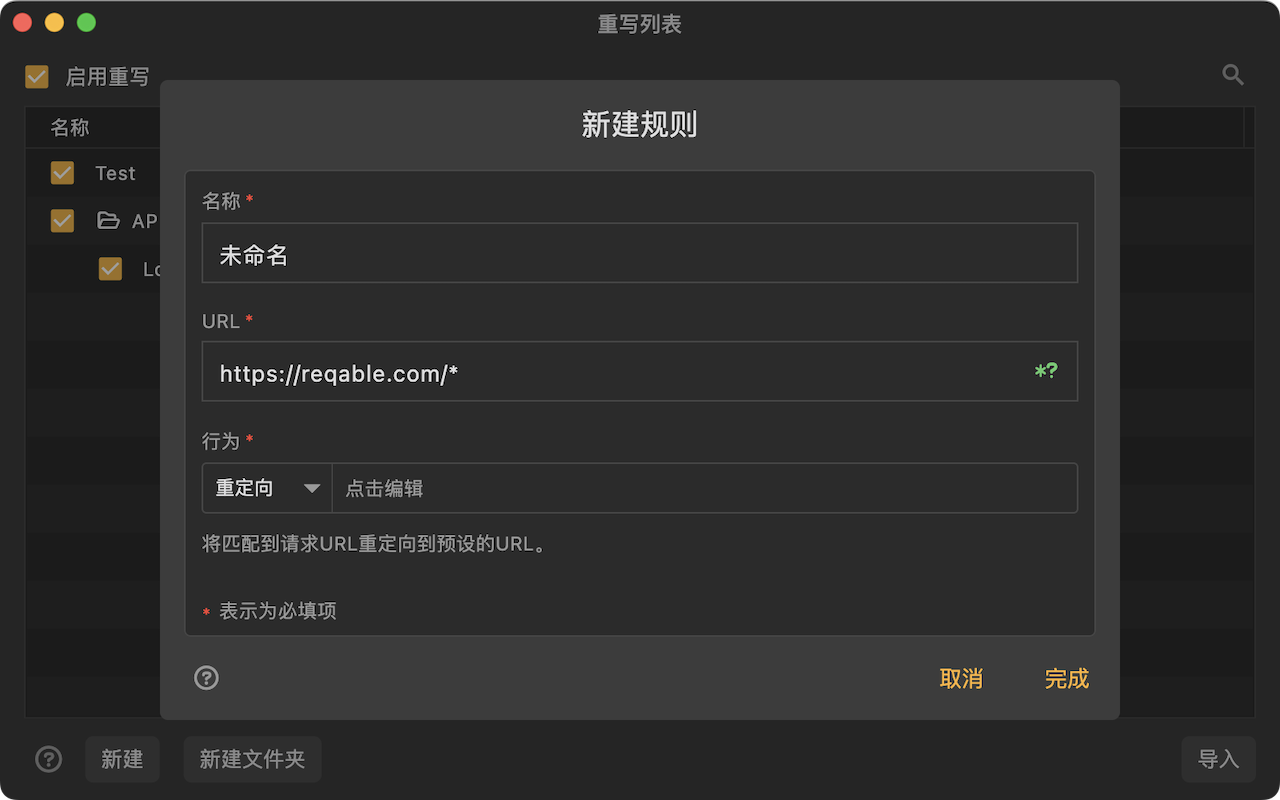 重写列表
启用重写
名称
Test
AP
新建规则
名称 *
未命名
URL *
https://reqable.com/*
*?
行为 *
重定向
点击编辑
将匹配到请求URL重定向到预设的URL。
* 表示为必填项
取消
完成
新建
新建文件夹
导入